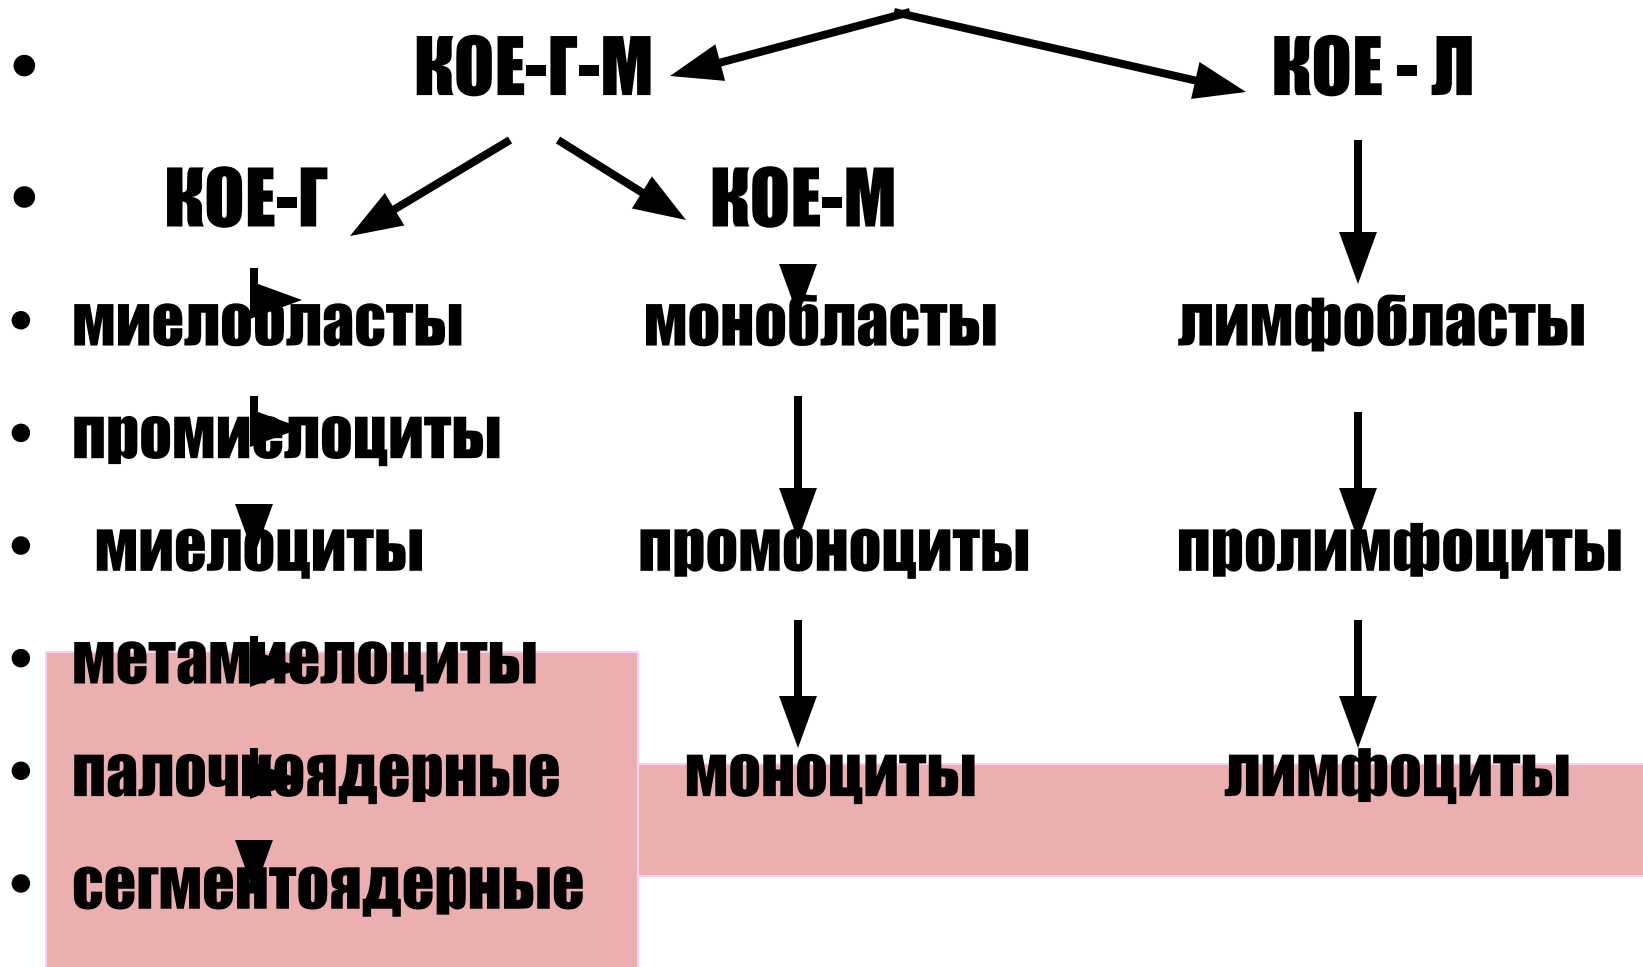 • КОЕ-Г-М КОЕ - Л
• КОЕ-Г КОЕ-М
• миелобласты монобласты лимфобласты
• промиелоциты
• миелоциты промоноциты пролимфоциты
• метамиелоциты
• палочкоядерные моноциты лимфоциты
• сегментоядерные